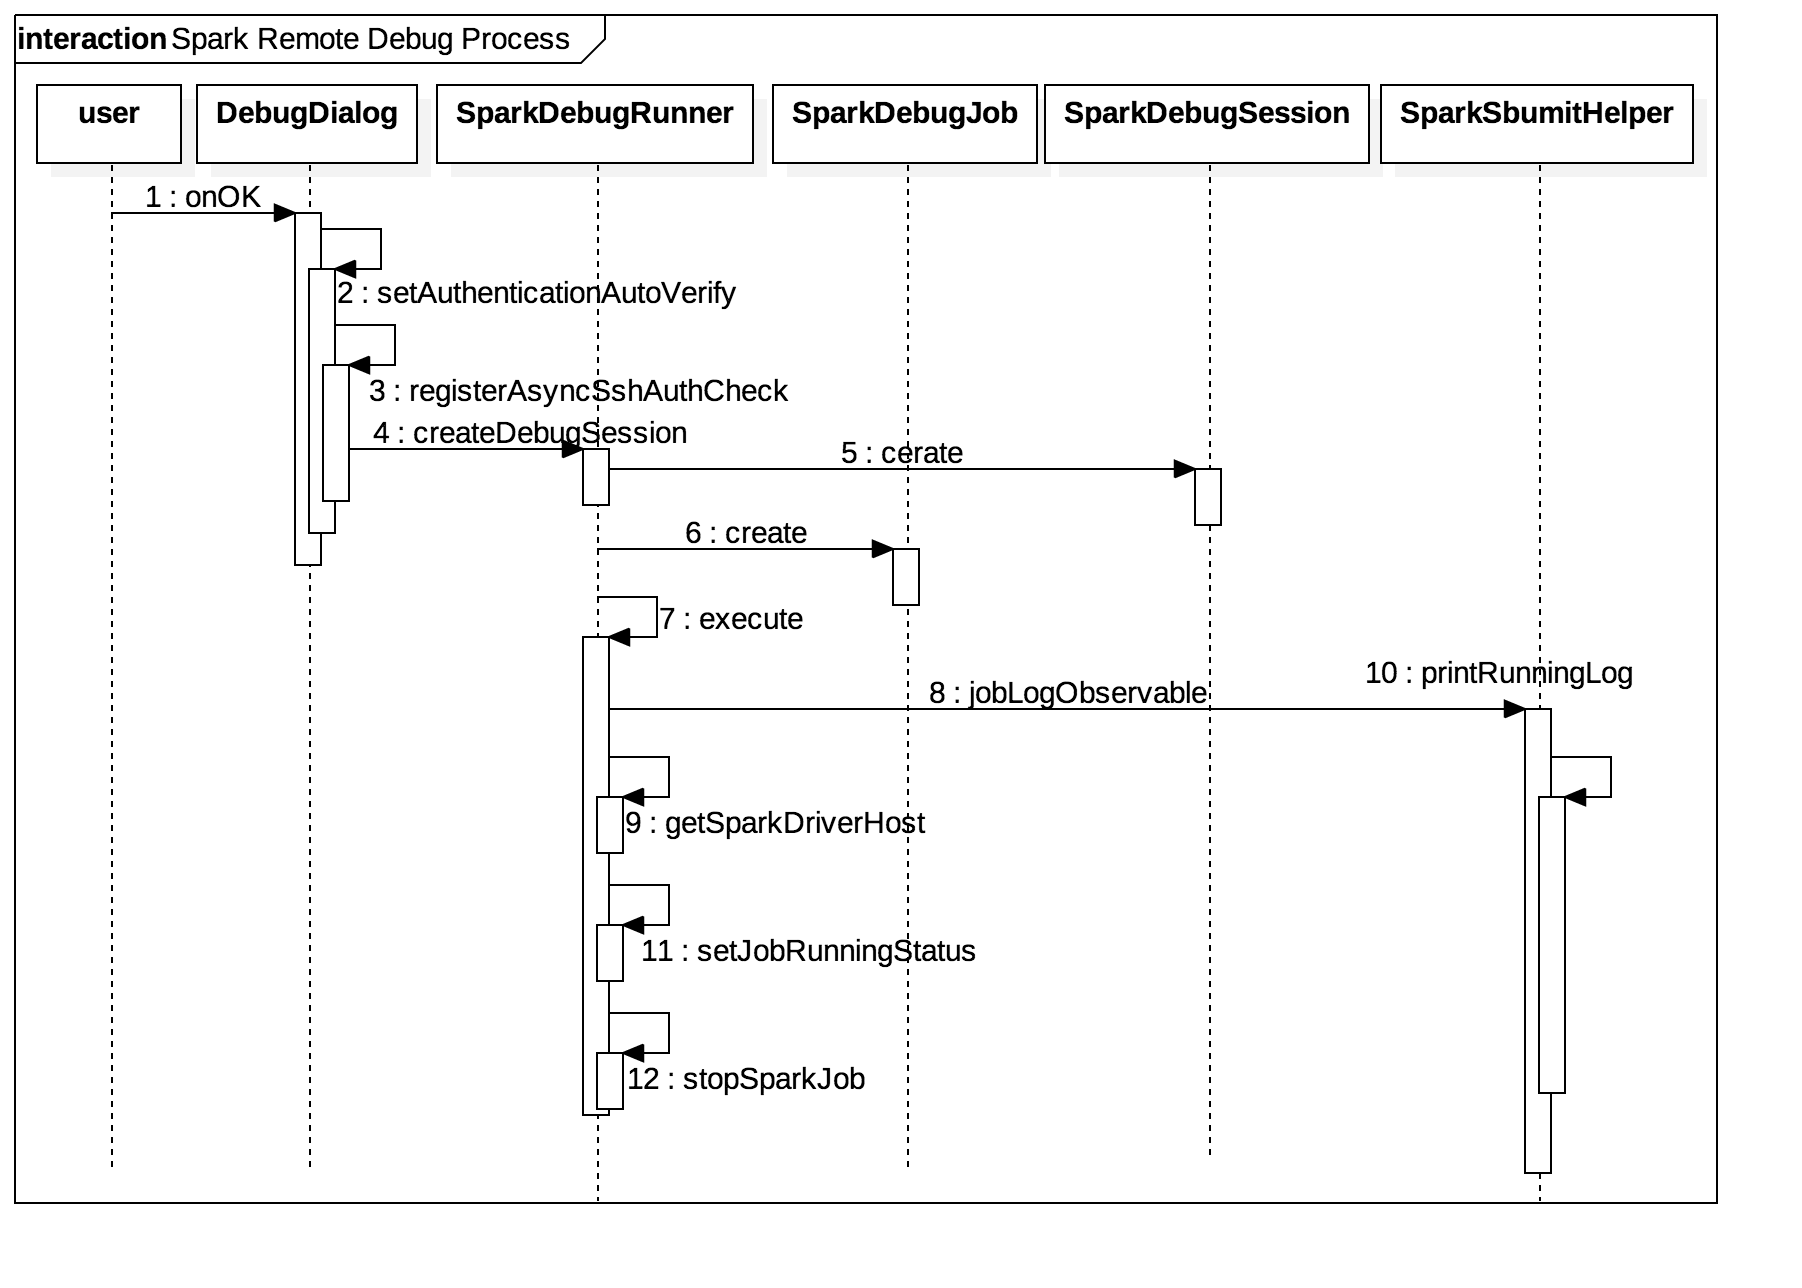 interaction Spark Remote Debug Process
user
DebugDialog
SparkDebugRunner
SparkDebugJob
SparkDebugSession
SparkSbumitHelper
1 : onOK
2 : setAuthenticationAutoVerify
3 : registerAsyncSshAuthCheck
4 : createDebugSession
5 : cerate
6 : create
7 : execute
10 : printRunningLog
8 : jobLogObservable
9 : getSparkDriverHost
11 : setJobRunningStatus
12 : stopSparkJob